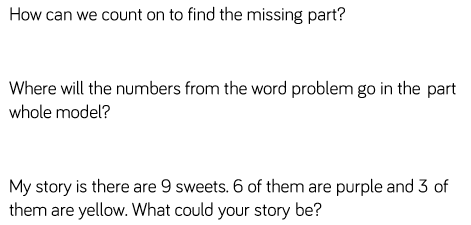 How can we count on to find the missing part?
Where will the numbers from the word problem go in the part
whole model?
My story is there are 9 sweets. 6 of them are purple and 3 of
them are yellow. What could your story be?